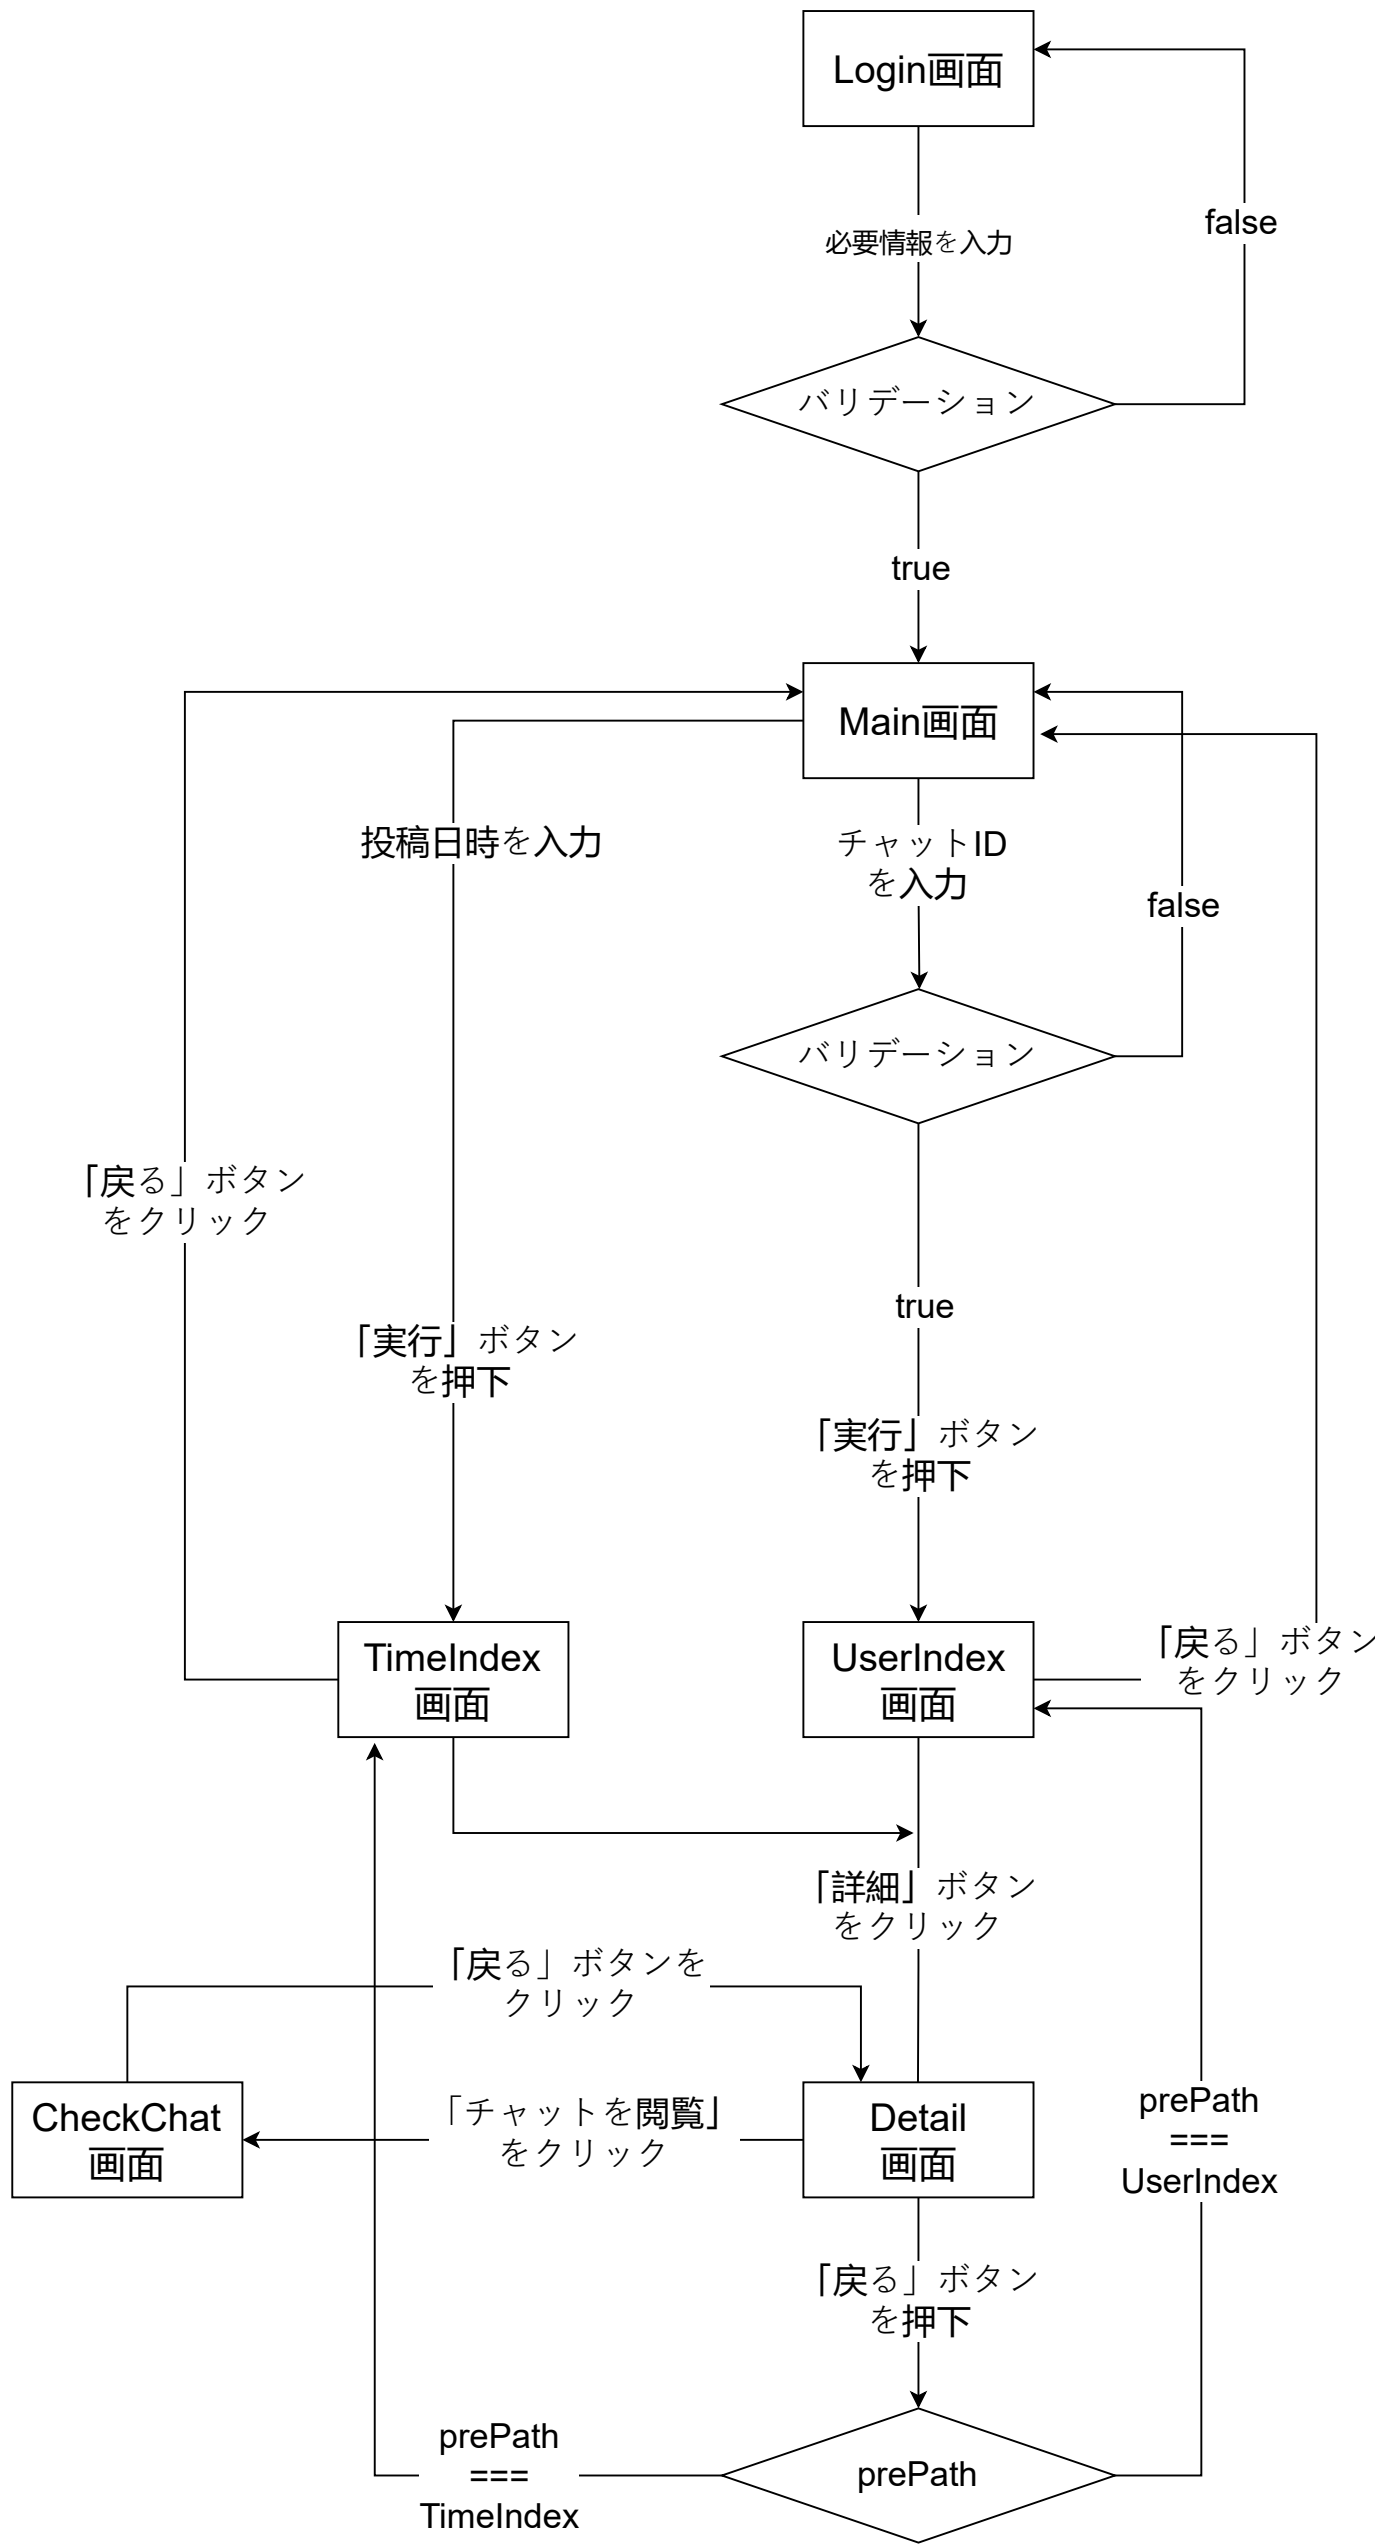 Login画面
false
必要情報を入力
バリデーション
true
Main画面
投稿日時を入力
チャットID
を入力
false
バリデーション
「戻る」ボタン
をクリック
true
「実行」ボタン
を押下
「実行」ボタン
を押下
TimeIndex
画面
UserIndex
画面
「戻る」ボタン
をクリック
「詳細」ボタン
をクリック
「戻る」ボタンを
クリック
CheckChat
画面
「チャットを閲覧」
をクリック
Detail
画面
prePath
===
UserIndex
「戻る」ボタン
を押下
prePath
===
TimeIndex
prePath